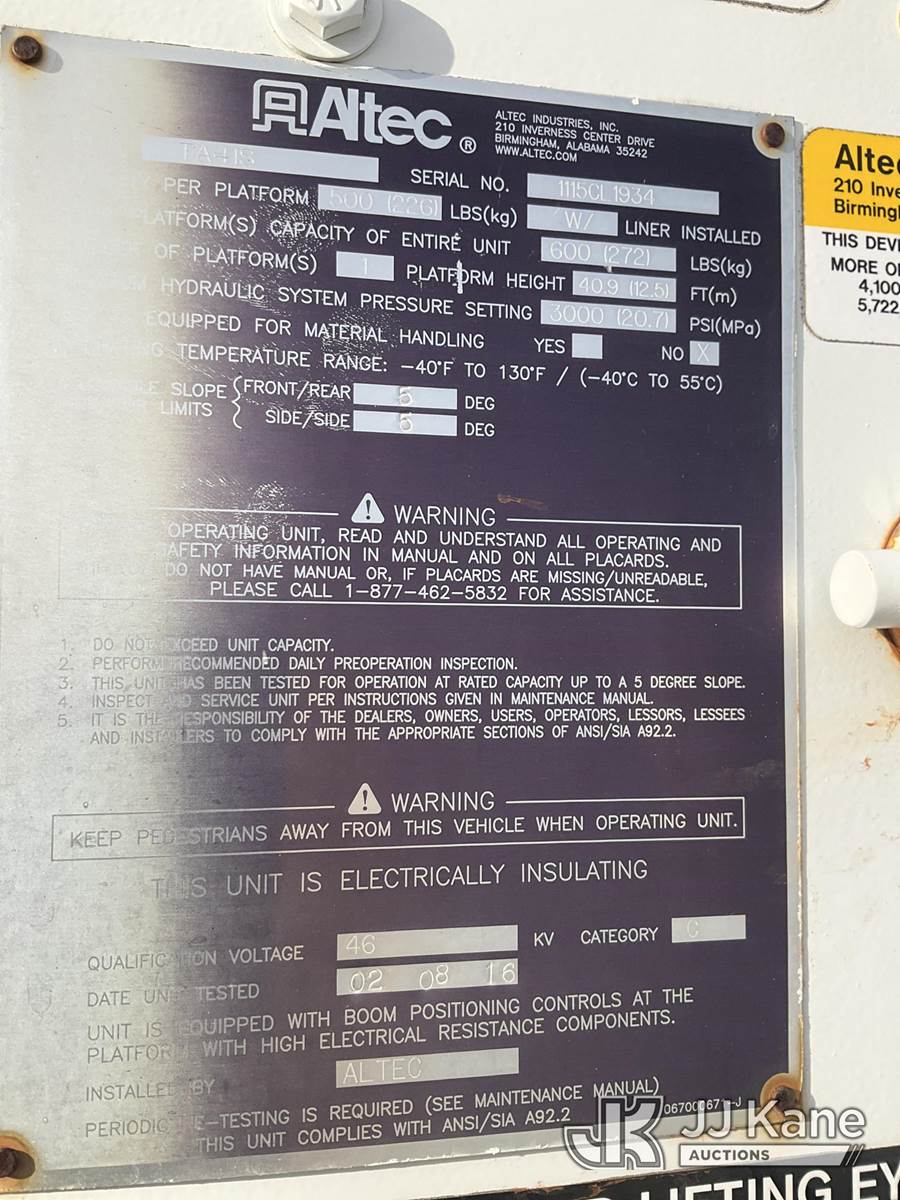 Altec ®
ALTEC INDUSTRIES, INC.
210 INVERNESS CENTER DRIVE
BIRMINGHAM, ALABAMA 35242
WWW.ALTEC.COM
SERIAL NO. 1115CL1934
PER PLATFORM 500 (226) LBS(kg) W/ LINER INSTALLED
PLATFORM(S) CAPACITY OF ENTIRE UNIT 600 (272) LBS(kg)
OF PLATFORM(S) 1 PLATFORM HEIGHT 40.9 (12.5) FT(m)
HYDRAULIC SYSTEM PRESSURE SETTING 3000 (20.7) PSI(MPa)
EQUIPPED FOR MATERIAL HANDLING YES NO X
TEMPERATURE RANGE: -40°F TO 130°F / (-40°C TO 55°C)
SLOPE FRONT/REAR 5 DEG
LIMITS SIDE/SIDE 5 DEG
WARNING
OPERATING UNIT, READ AND UNDERSTAND ALL OPERATING AND
SAFETY INFORMATION IN MANUAL AND ON ALL PLACARDS.
DO NOT HAVE MANUAL OR, IF PLACARDS ARE MISSING/UNREADABLE,
PLEASE CALL 1-877-462-5832 FOR ASSISTANCE.
1. DO NOT EXCEED UNIT CAPACITY.
2. PERFORM RECOMMENDED DAILY PREOPERATION INSPECTION.
3. THIS UNIT HAS BEEN TESTED FOR OPERATION AT RATED CAPACITY UP TO A 5 DEGREE SLOPE.
4. INSPECT AND SERVICE UNIT PER INSTRUCTIONS GIVEN IN MAINTENANCE MANUAL.
5. IT IS THE RESPONSIBILITY OF THE DEALERS, OWNERS, USERS, OPERATORS, LESSORS, LESSEES
AND INSTALLERS TO COMPLY WITH THE APPROPRIATE SECTIONS OF ANSI/SIA A92.2.
WARNING
KEEP PEDESTRIANS AWAY FROM THIS VEHICLE WHEN OPERATING UNIT.
THIS UNIT IS ELECTRICALLY INSULATING
QUALIFICATION VOLTAGE 46 KV CATEGORY C
DATE UNIT TESTED 02 08 16
UNIT IS EQUIPPED WITH BOOM POSITIONING CONTROLS AT THE
PLATFORM WITH HIGH ELECTRICAL RESISTANCE COMPONENTS.
INSTALLED BY ALTEC
PERIODIC RE-TESTING IS REQUIRED (SEE MAINTENANCE MANUAL)
THIS UNIT COMPLIES WITH ANSI/SIA A92.2
Altec
210 Inve
Birming
THIS DEVI
MORE O
4,100
5,722
LIFTING EY
JK JJ Kane
AUCTIONS